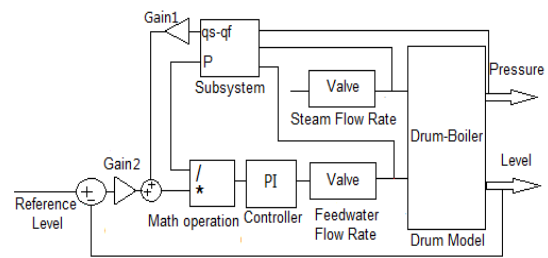 Gain1
qs-qf
P
Subsystem
Valve
Steam Flow Rate
Pressure
Drum-Boiler
Level
Gain2
Reference
Level
±
+
+
/
*
Math operation
PI
Controller
Valve
Feedwater
Flow Rate
Drum Model